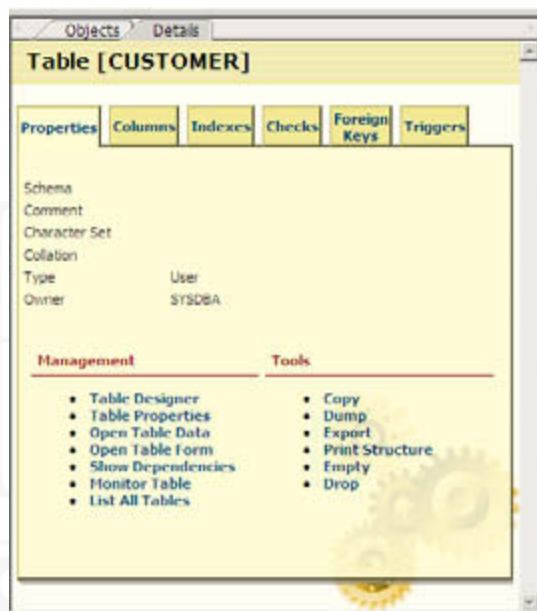 Objects Details
Table [CUSTOMER]
Properties Columns Indexes Checks Foreign Keys Triggers
Schema
Comment
Character Set
Collation
Type User
Owner SYSDBA
Management Tools
Table Designer Copy
Table Properties Dump
Open Table Data Export
Open Table Form Print Structure
Show Dependencies Empty
Monitor Table Drop
List All Tables